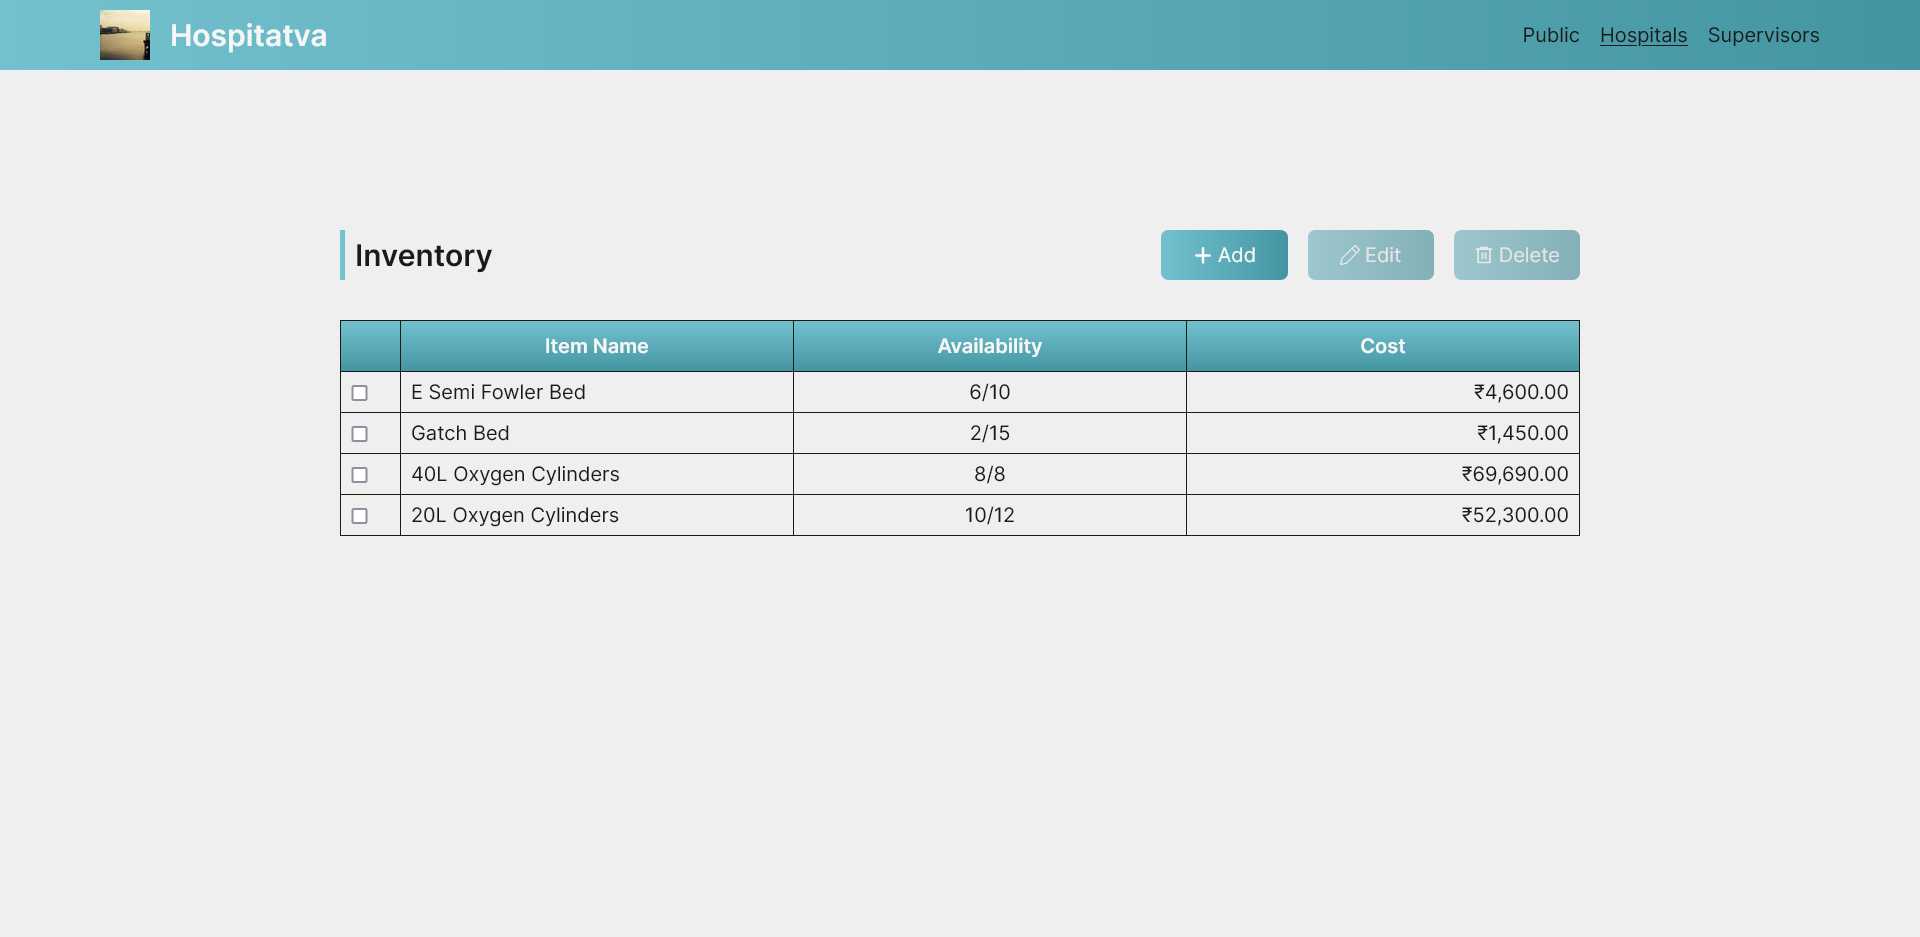 Hospitatva
Public Hospitals Supervisors
Inventory
Add Edit Delete
Item Name Availability Cost
E Semi Fowler Bed 6/10 ₹4,600.00
Gatch Bed 2/15 ₹1,450.00
40L Oxygen Cylinders 8/8 ₹69,690.00
20L Oxygen Cylinders 10/12 ₹52,300.00